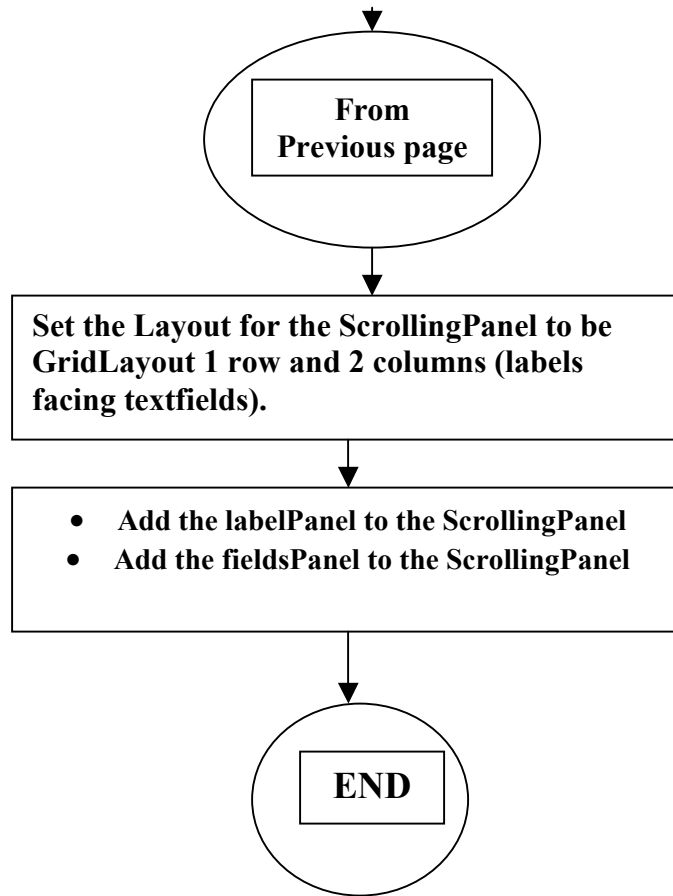 From
Previous page
Set the Layout for the ScrollingPanel to be
GridLayout 1 row and 2 columns (labels
facing textfields).
• Add the labelPanel to the ScrollingPanel
• Add the fieldsPanel to the ScrollingPanel
END